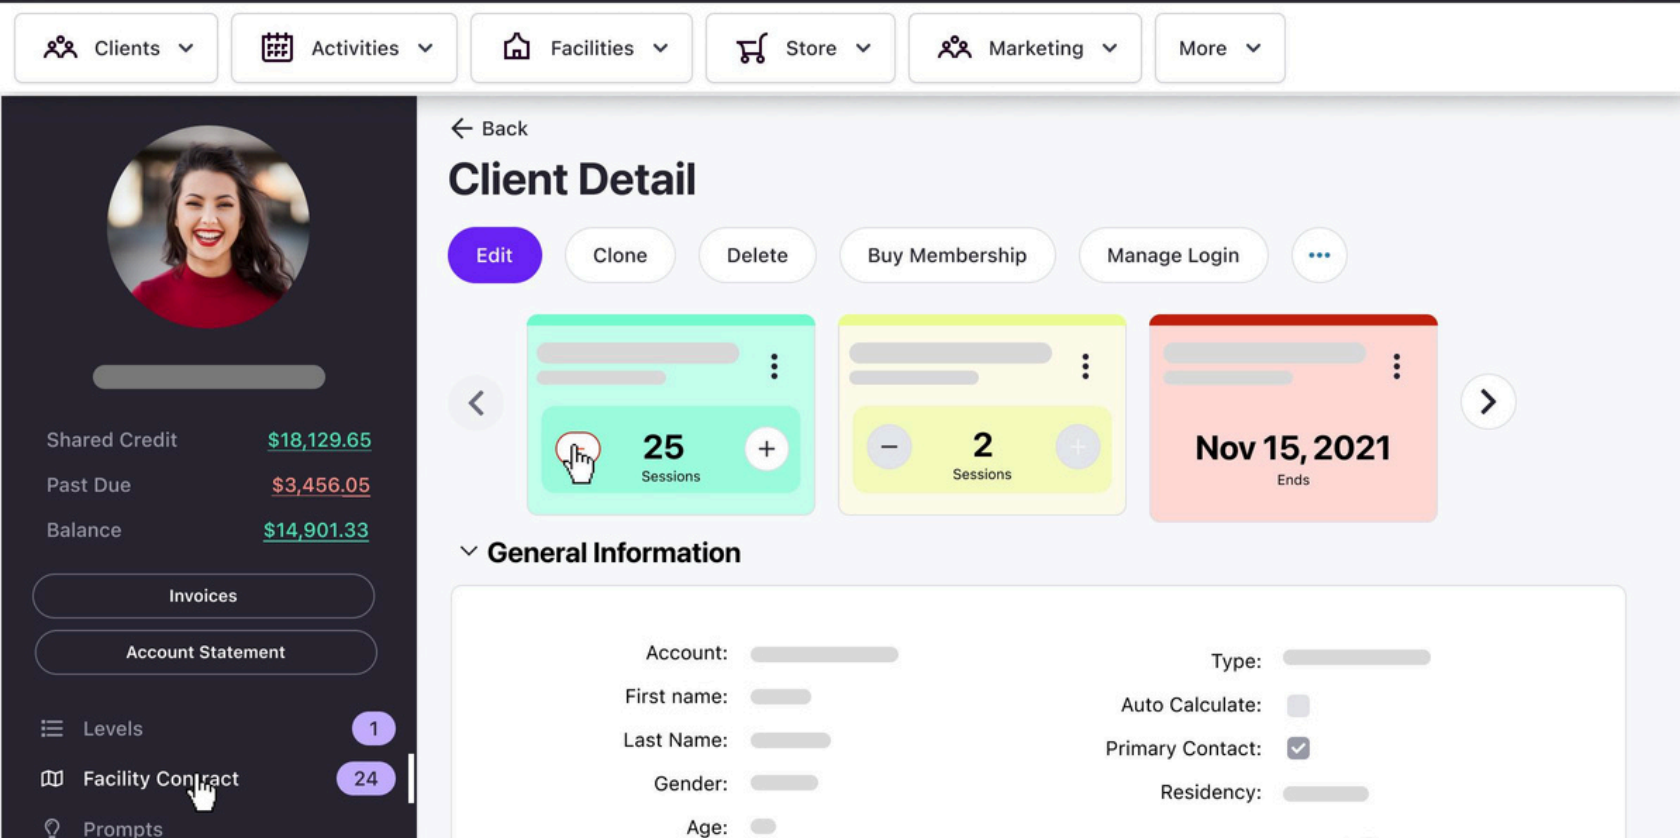 Clients
Activities
Facilities
Store
Marketing
More
Back
Client Detail
Edit
Clone
Delete
Buy Membership
Manage Login
25
Sessions
2
Sessions
Nov 15, 2021
Ends
Shared Credit $18,129.65
Past Due $3,456.05
Balance $14,901.33
Invoices
Account Statement
Levels 1
Facility Contract 24
Prompts
General Information
Account:
First name:
Last Name:
Gender:
Age:
Type:
Auto Calculate:
Primary Contact:
Residency: